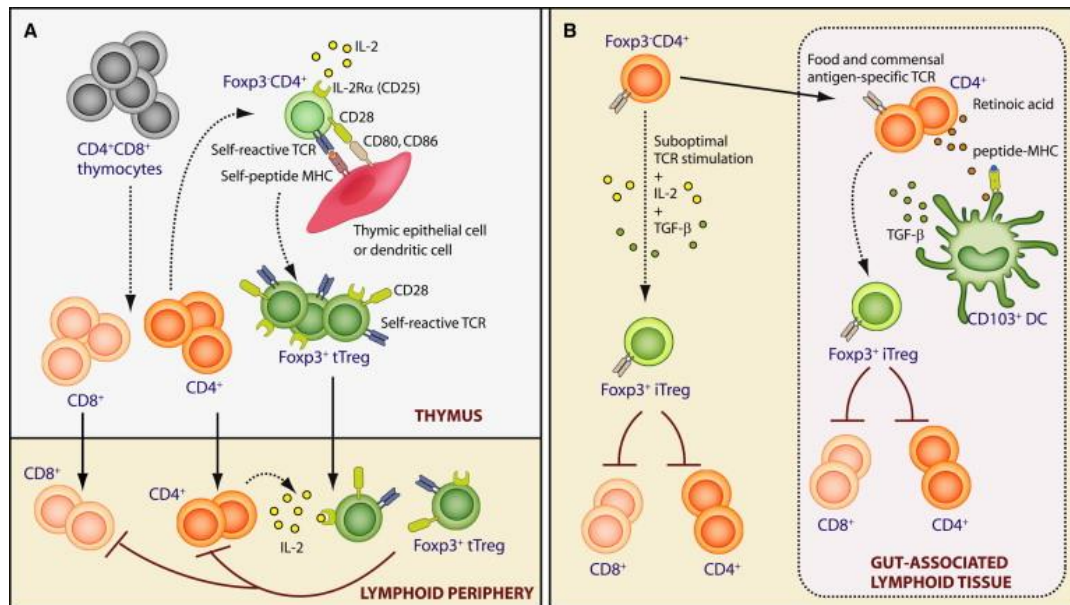 A
IL-2
Foxp3⁻CD4⁺
IL-2Rα (CD25)
CD28
CD80, CD86
CD4⁺CD8⁺
thymocytes
Self-reactive TCR
Self-peptide MHC
Thymic epithelial cell
or dendritic cell
CD28
Self-reactive TCR
Foxp3⁺ tTreg
CD8⁺
CD4⁺
THYMUS
CD8⁺
CD4⁺
IL-2
Foxp3⁺ tTreg
LYMPHOID PERIPHERY
B
Foxp3⁻CD4⁺
Suboptimal
TCR stimulation
+
IL-2
+
TGF-β
Foxp3⁺ iTreg
CD8⁺
CD4⁺
Food and commensal
antigen-specific TCR
CD4⁺
Retinoic acid
peptide-MHC
TGF-β
CD103⁺ DC
Foxp3⁺ iTreg
CD8⁺
CD4⁺
GUT-ASSOCIATED
LYMPHOID TISSUE